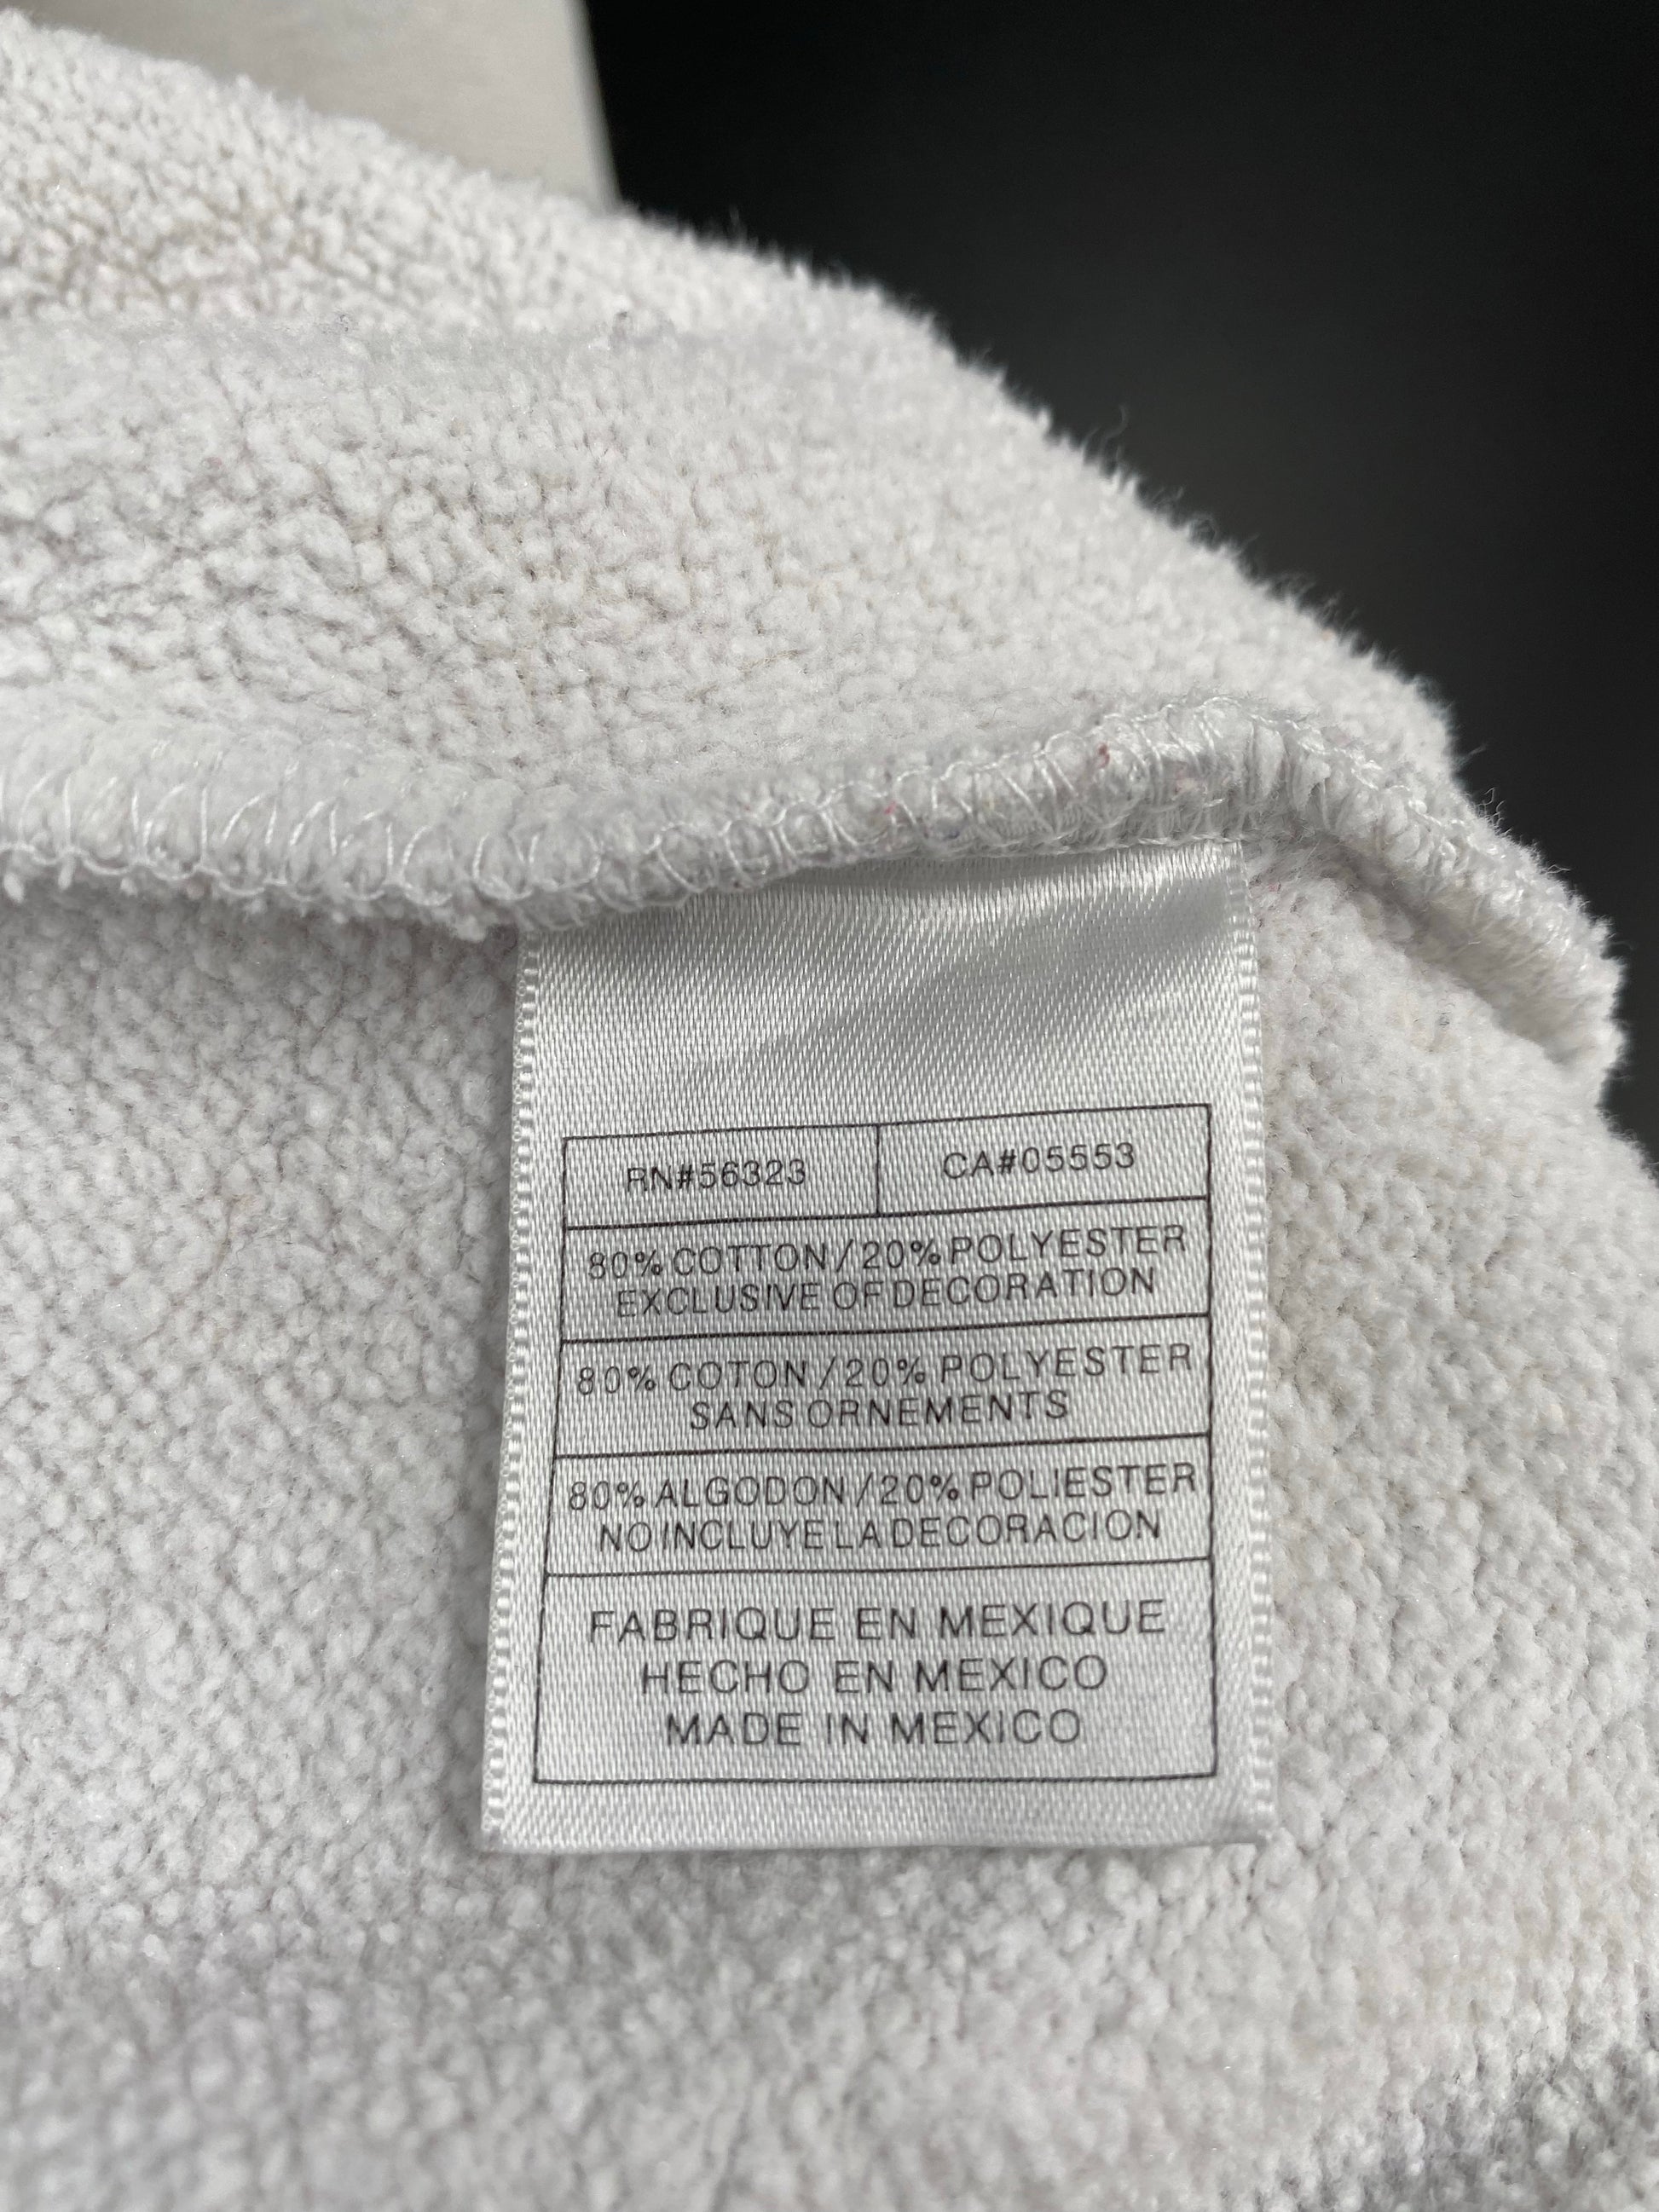 RN#56323 CA#05553
80% COTTON / 20% POLYESTER
EXCLUSIVE OF DECORATION
80% COTON / 20% POLYESTER
SANS ORNEMENTS
80% ALGODON / 20% POLIESTER
NO INCLUYE LA DECORACION
FABRIQUE EN MEXIQUE
HECHO EN MEXICO
MADE IN MEXICO